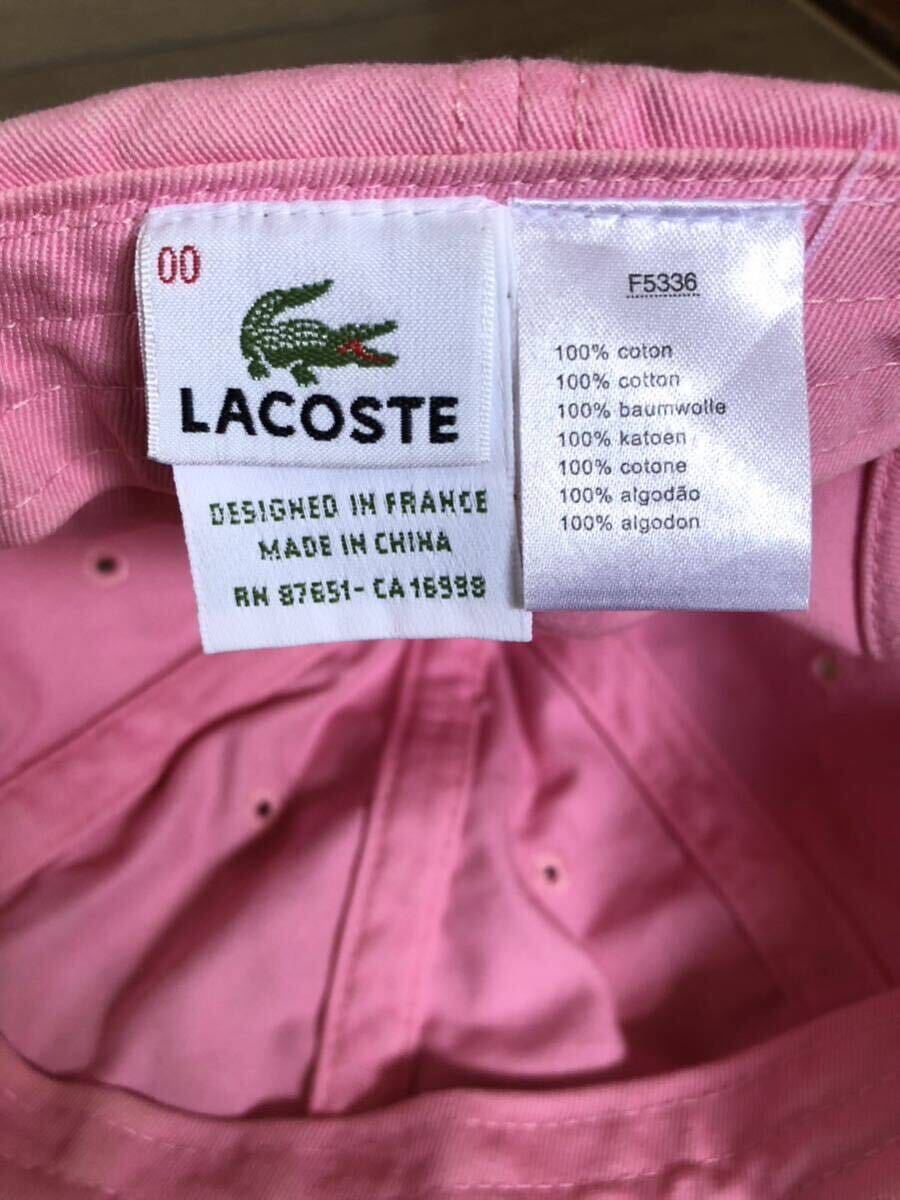 00
LACOSTE
DESIGNED IN FRANCE
MADE IN CHINA
RN 87651-CA 16998
F5336
100% coton
100% cotton
100% baumwolle
100% katoen
100% cotone
100% algodão
100% algodon